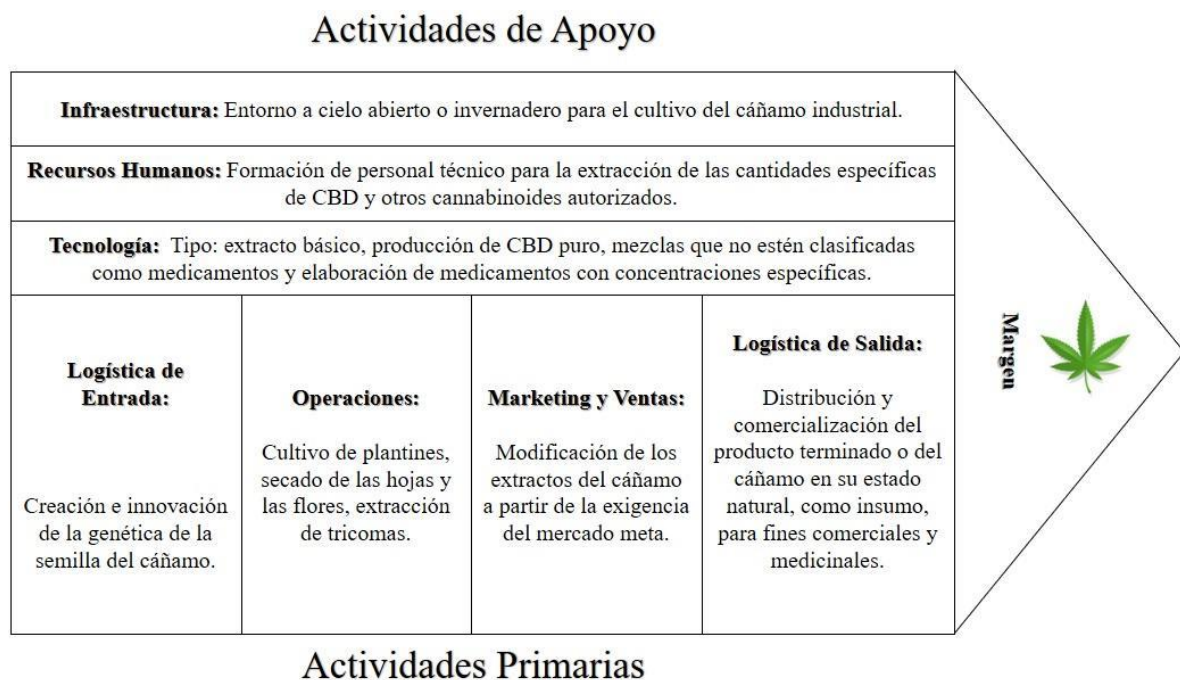 Actividades de Apoyo
Infraestructura: Entorno a cielo abierto o invernadero para el cultivo del cáñamo industrial.
Recursos Humanos: Formación de personal técnico para la extracción de las cantidades específicas
de CBD y otros cannabinoides autorizados.
Tecnología: Tipo: extracto básico, producción de CBD puro, mezclas que no estén clasificadas
como medicamentos y elaboración de medicamentos con concentraciones específicas.
Logística de
Entrada:
Creación e innovación
de la genética de la
semilla del cáñamo.
Operaciones:
Cultivo de plantines,
secado de las hojas y
las flores, extracción
de tricomas.
Marketing y Ventas:
Modificación de los
extractos del cáñamo
a partir de la exigencia
del mercado meta.
Logística de Salida:
Distribución y
comercialización del
producto terminado o del
cáñamo en su estado
natural, como insumo,
para fines comerciales y
medicinales.
Margen
Actividades Primarias